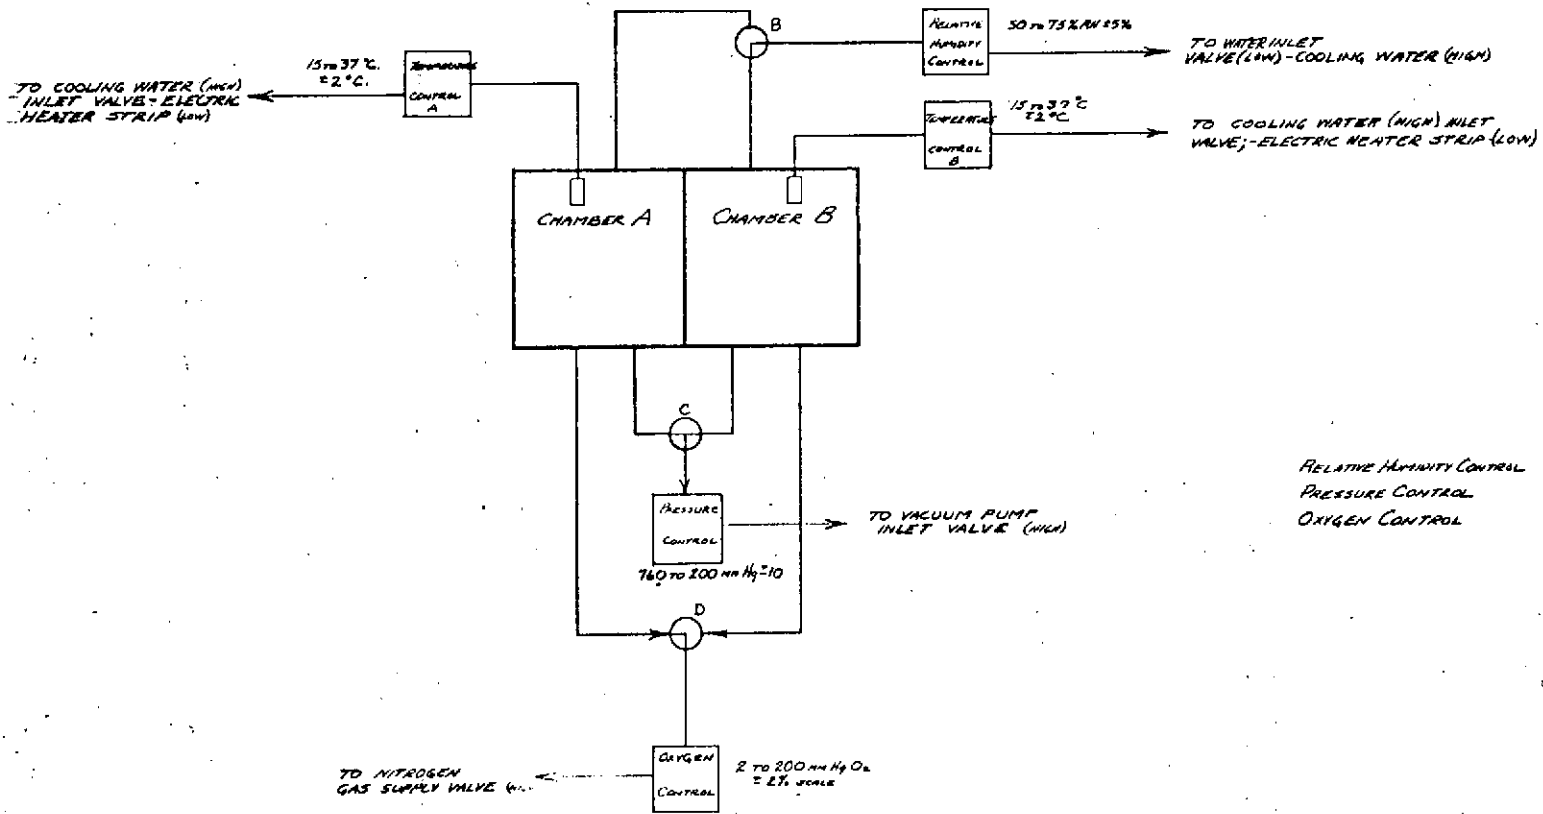 B
RELATIVE
HUMIDITY
CONTROL
50 TO 75% RH ±5%
TO WATER INLET
VALVE (LOW) - COOLING WATER (HIGH)
15 TO 37 °C.
±2 °C.
TEMPERATURE
CONTROL
A
TO COOLING WATER (HIGH)
INLET VALVE - ELECTRIC
HEATER STRIP (LOW)
15 TO 37 °C
±2 °C
TEMPERATURE
CONTROL
B
TO COOLING WATER (HIGH) INLET
VALVE; - ELECTRIC HEATER STRIP (LOW)
CHAMBER A
CHAMBER B
C
PRESSURE
CONTROL
TO VACUUM PUMP
INLET VALVE (HIGH)
760 TO 200 MM Hg ±10
RELATIVE HUMIDITY CONTROL
PRESSURE CONTROL
OXYGEN CONTROL
D
OXYGEN
CONTROL
2 TO 200 MM Hg O2
± 2% SCALE
TO NITROGEN
GAS SUPPLY VALVE